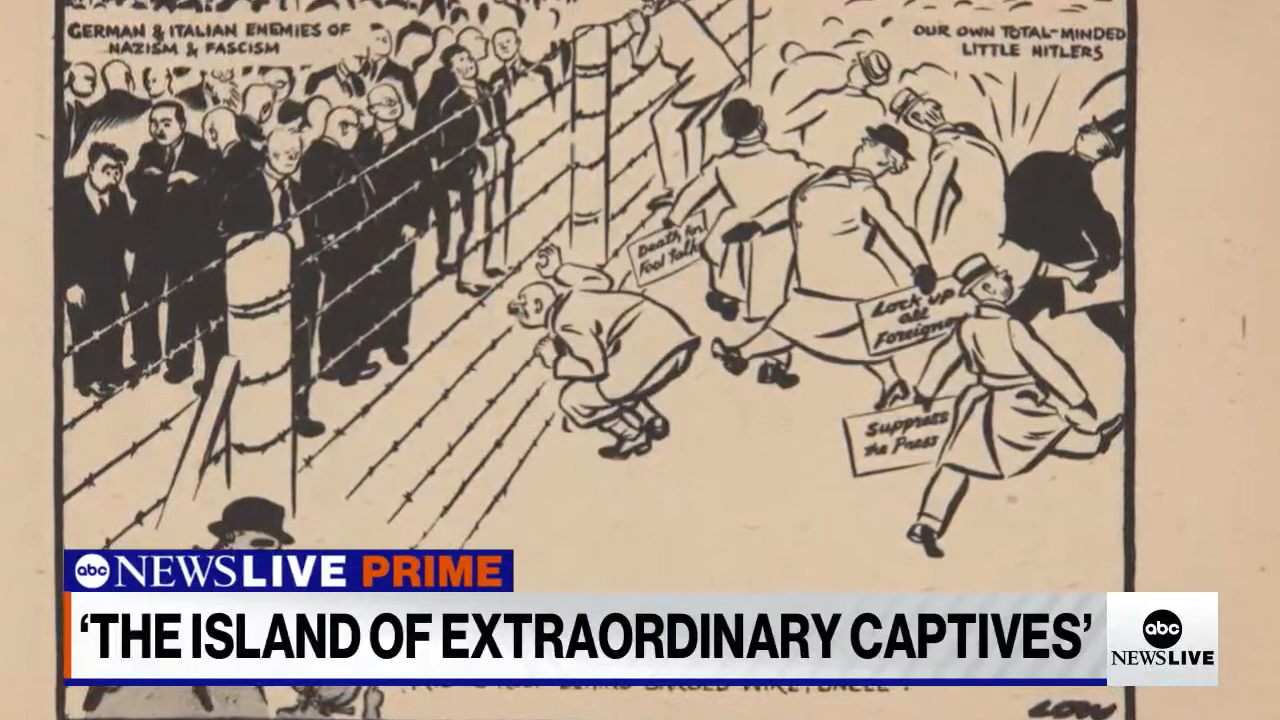 GERMAN & ITALIAN ENEMIES OF
NAZISM & FASCISM
OUR OWN TOTAL-MINDED
LITTLE HITLERS
Death for
Fool Talk
Lock up
all
Suppress
the Press
abc NEWS LIVE PRIME
'THE ISLAND OF EXTRAORDINARY CAPTIVES'
abc
NEWS LIVE
LOW